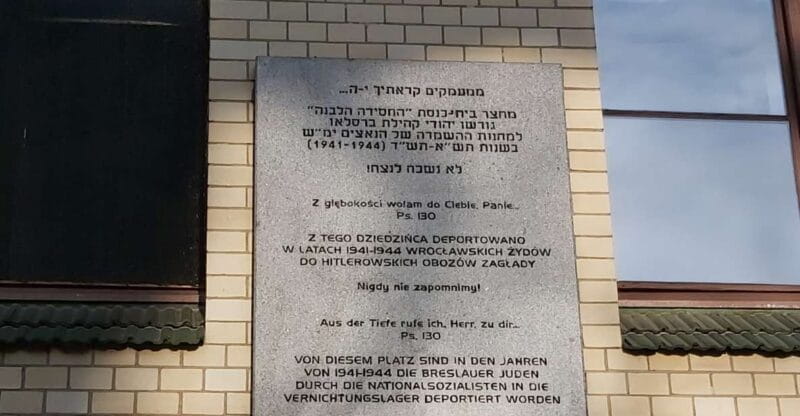 ממעמקים קראתיך י-ה...
מחצר בית-כנסת "החסידה הלבנה"
גורשו יהודי קהילת ברסלאו
למחנות ההשמדה של הנאצים ימ"ש
בשנות תש"א-תש"ד (1941-1944)
לא נשכח לנצח!
Z głębokości wołam do Ciebie, Panie...
Ps. 130
Z TEGO DZIEDZIŃCA DEPORTOWANO
W LATACH 1941-1944 WROCŁAWSKICH ŻYDÓW
DO HITLEROWSKICH OBOZÓW ZAGŁADY
Nigdy nie zapomnimy!
Aus der Tiefe rufe ich, Herr, zu dir...
Ps. 130
VON DIESEM PLATZ SIND IN DEN JAHREN
VON 1941-1944 DIE BRESLAUER JUDEN
DURCH DIE NATIONALSOZIALISTEN IN DIE
VERNICHTUNGSLAGER DEPORTIERT WORDEN